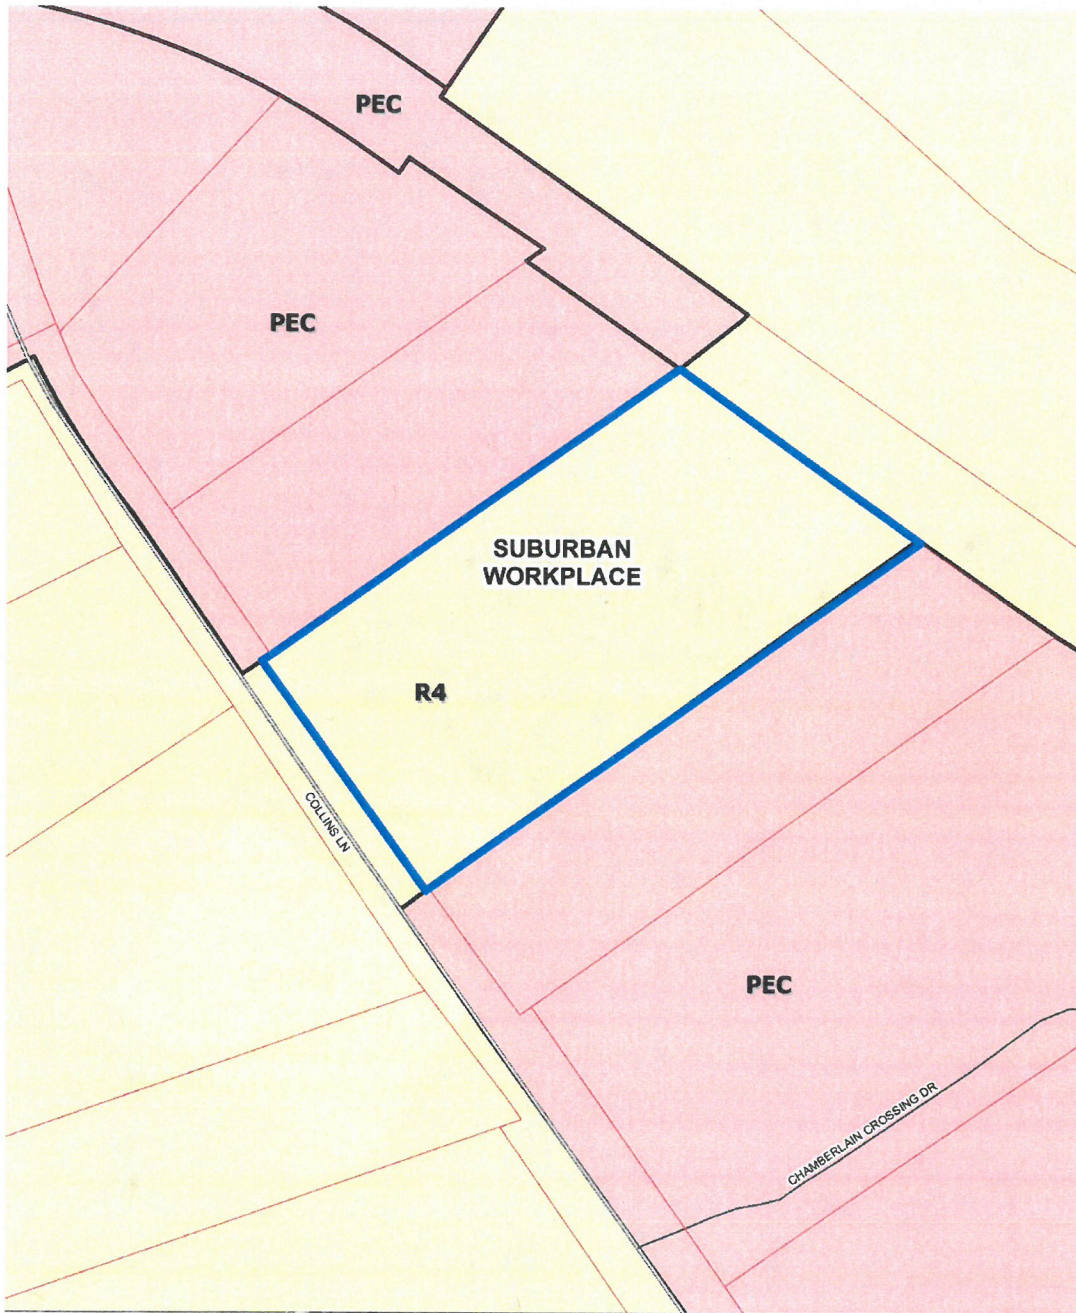 PEC
PEC
SUBURBAN
WORKPLACE
R4
COLLINS LN
PEC
CHAMBERLAIN CROSSING DR